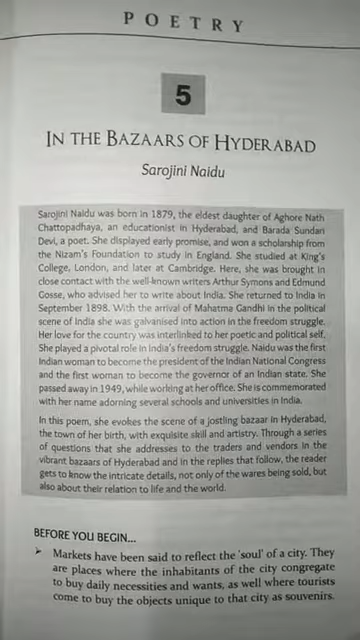 POETRY
5
IN THE BAZAARS OF HYDERABAD
Sarojini Naidu
Sarojini Naidu was born in 1879, the eldest daughter of Aghore Nath
Chattopadhaya, an educationist in Hyderabad, and Barada Sundari
Devi, a poet. She displayed early promise, and won a scholarship from
the Nizam's Foundation to study in England. She studied at King's
College, London, and later at Cambridge. Here, she was brought in
close contact with the well-known writers Arthur Symons and Edmund
Gosse, who advised her to write about India. She returned to India in
September 1898. With the arrival of Mahatma Gandhi in the political
scene of India she was galvanised into action in the freedom struggle.
Her love for the country was interlinked to her poetic and political self.
She played a pivotal role in India's freedom struggle. Naidu was the first
Indian woman to become the president of the Indian National Congress
and the first woman to become the governor of an Indian state. She
passed away in 1949, while working at her office. She is commemorated
with her name adorning several schools and universities in India.
In this poem, she evokes the scene of a jostling bazaar in Hyderabad,
the town of her birth, with exquisite skill and artistry. Through a series
of questions that she addresses to the traders and vendors in the
vibrant bazaars of Hyderabad and in the replies that follow, the reader
gets to know the intricate details, not only of the wares being sold, but
also about their relation to life and the world.
BEFORE YOU BEGIN...
➤ Markets have been said to reflect the 'soul' of a city. They
are places where the inhabitants of the city congregate
to buy daily necessities and wants, as well where tourists
come to buy the objects unique to that city as souvenirs.